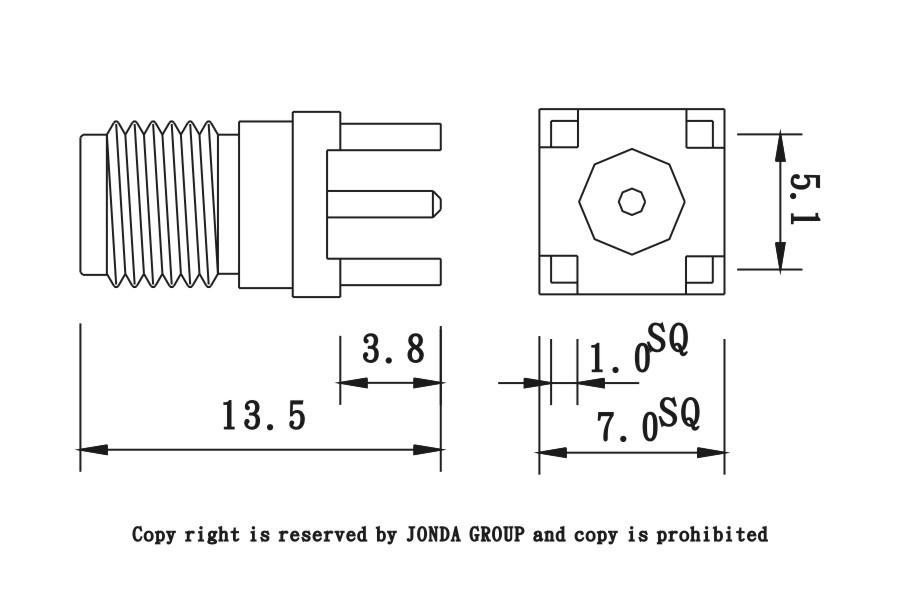 5.1
3.8
1.0SQ
13.5
7.0SQ
Copy right is reserved by JONDA GROUP and copy is prohibited